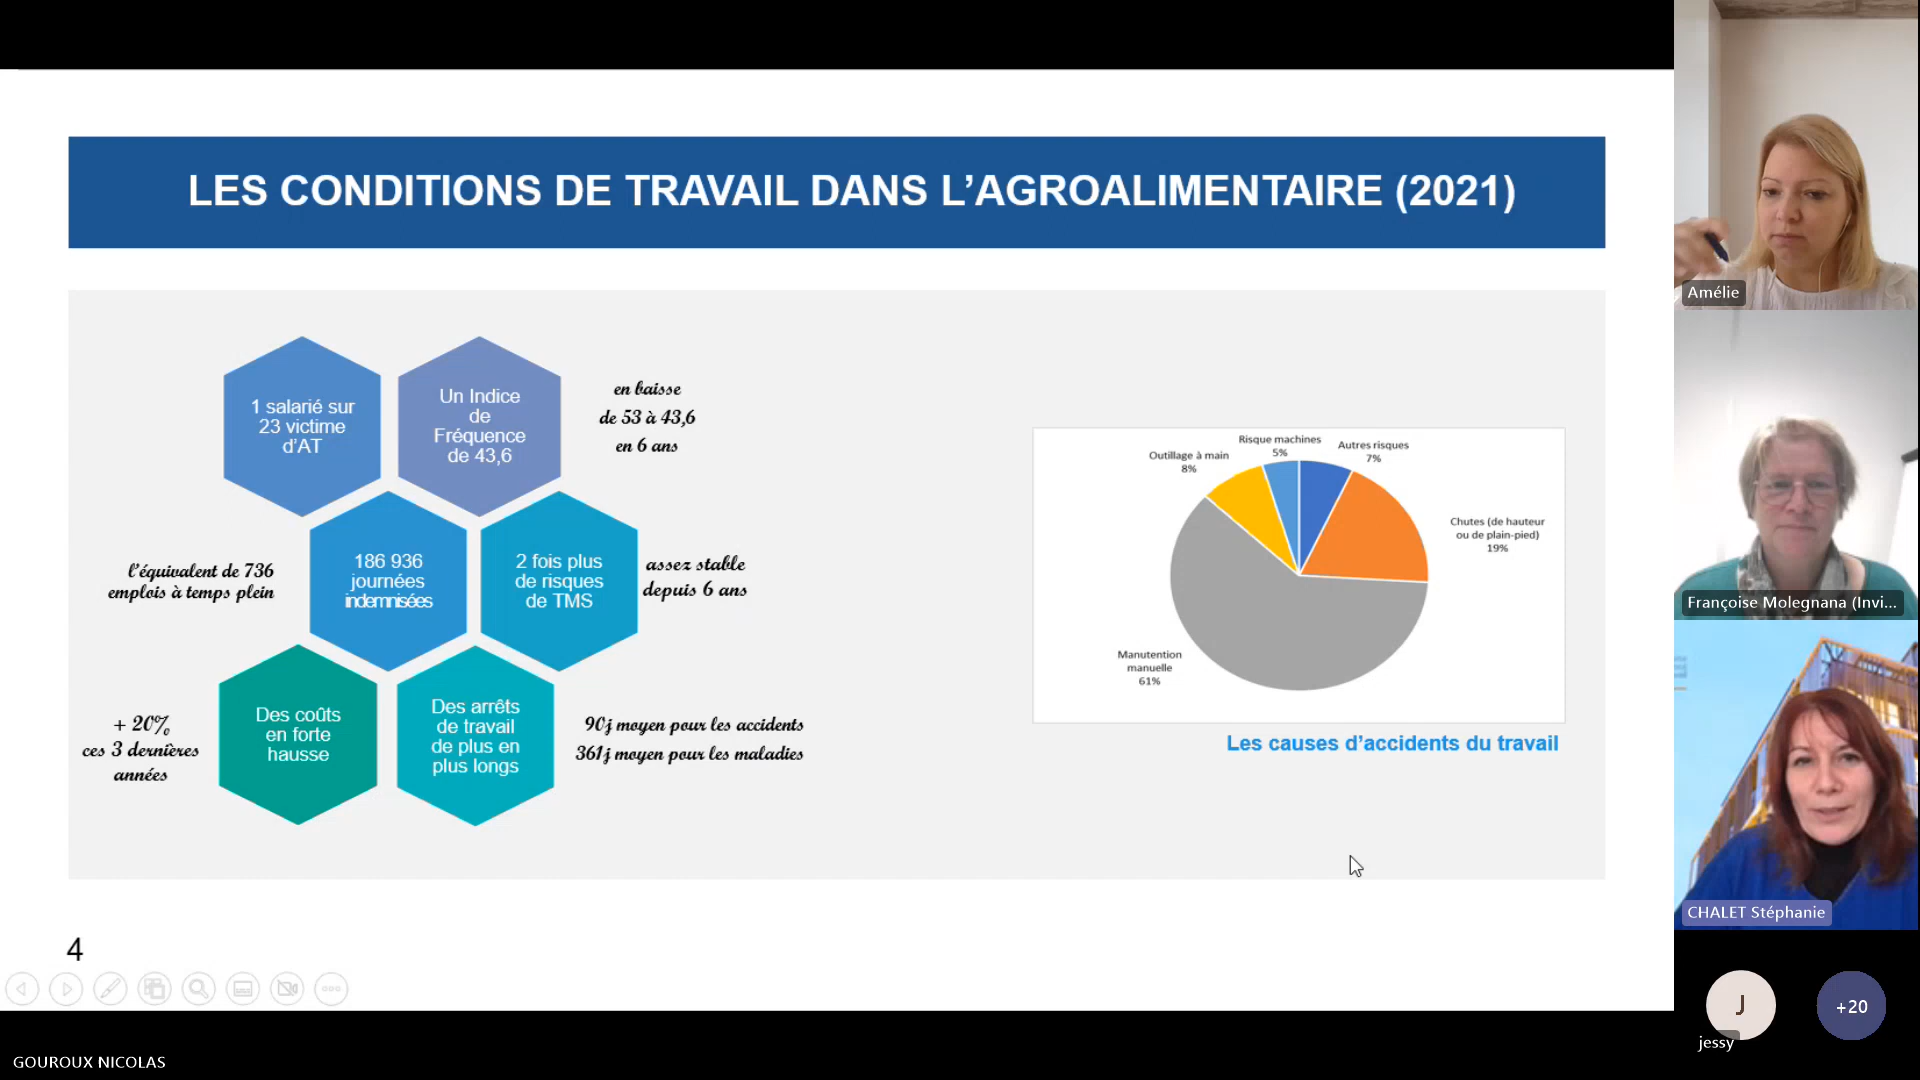 LES CONDITIONS DE TRAVAIL DANS L’AGROALIMENTAIRE (2021)
1 salarié sur
23 victime
d’AT
Un Indice
de
Fréquence
de 43,6
en baisse
de 53 à 43,6
en 6 ans
l’équivalent de 736
emplois à temps plein
186 936
journées
indemnisées
2 fois plus
de risques
de TMS
assez stable
depuis 6 ans
+ 20%
ces 3 dernières
années
Des coûts
en forte
hausse
Des arrêts
de travail
de plus en
plus longs
90j moyen pour les accidents
361j moyen pour les maladies
Risque machines
5%
Autres risques
7%
Outillage à main
8%
Chutes (de hauteur
ou de plain-pied)
19%
Manutention
manuelle
61%
Les causes d’accidents du travail
4
Amélie
Françoise Molegnana (Invi...
CHALET Stéphanie
J
jessy
+20
GOUROUX NICOLAS